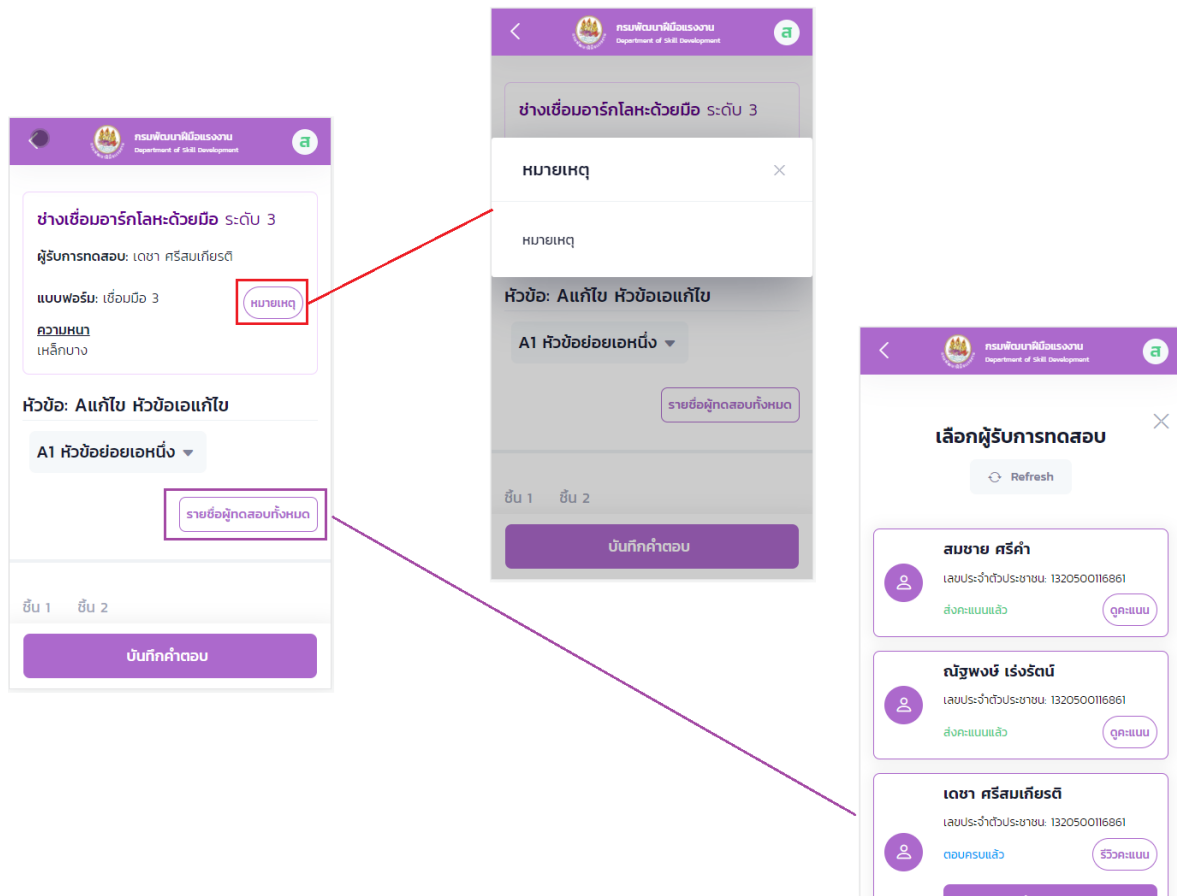 กรมพัฒนาฝีมือแรงงาน
Department of Skill Development
ส
ช่างเชื่อมอาร์กโลหะด้วยมือ ระดับ 3
ผู้รับการทดสอบ: เดชา ศรีสมเกียรติ
แบบฟอร์ม: เชื่อมมือ 3
หมายเหตุ
ความหนา
เหล็กบาง
หัวข้อ: Aแก้ไข หัวข้อเอแก้ไข
A1 หัวข้อย่อยเอหนึ่ง
รายชื่อผู้ทดสอบทั้งหมด
ชิ้น 1 ชิ้น 2
บันทึกคำตอบ
กรมพัฒนาฝีมือแรงงาน
Department of Skill Development
ส
ช่างเชื่อมอาร์กโลหะด้วยมือ ระดับ 3
หมายเหตุ
หมายเหตุ
หัวข้อ: Aแก้ไข หัวข้อเอแก้ไข
A1 หัวข้อย่อยเอหนึ่ง
รายชื่อผู้ทดสอบทั้งหมด
ชิ้น 1 ชิ้น 2
บันทึกคำตอบ
กรมพัฒนาฝีมือแรงงาน
Department of Skill Development
ส
เลือกผู้รับการทดสอบ
Refresh
สมชาย ศรีคำ
เลขประจำตัวประชาชน: 1320500116861
ส่งคะแนนแล้ว
ดูคะแนน
ณัฐพงษ์ เร่งรัตน์
เลขประจำตัวประชาชน: 1320500116861
ส่งคะแนนแล้ว
ดูคะแนน
เดชา ศรีสมเกียรติ
เลขประจำตัวประชาชน: 1320500116861
ตอบครบแล้ว
รีวิวคะแนน